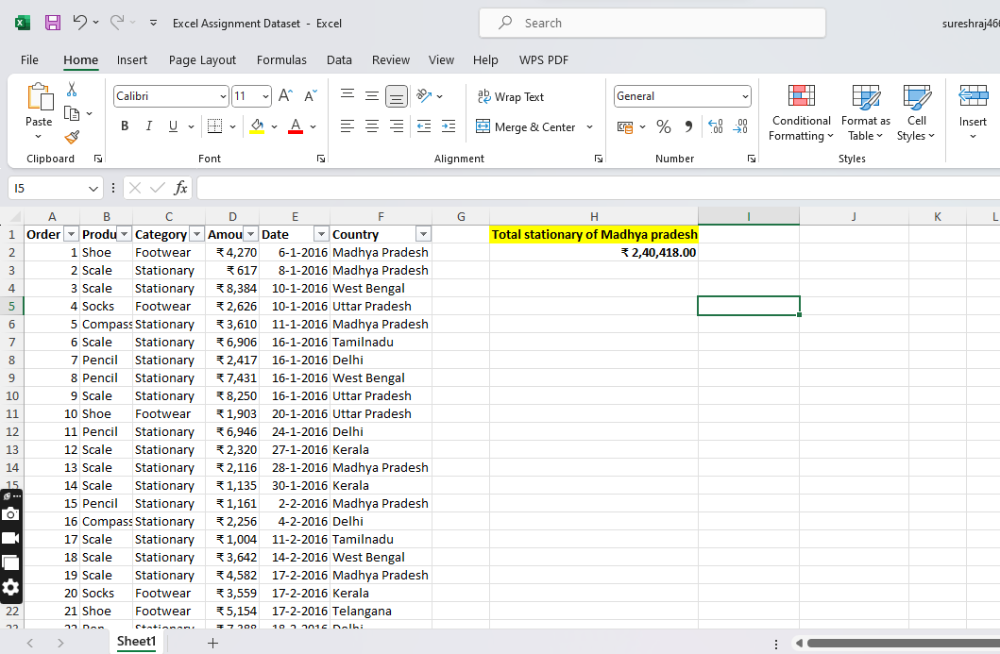 Excel Assignment Dataset - Excel
Search
sureshraj46
File Home Insert Page Layout Formulas Data Review View Help WPS PDF
Paste
Calibri 11
B I U
A A
A
ab Wrap Text
Merge & Center
General
% 9
Conditional Formatting
Format as Table
Cell Styles
Insert
Clipboard Font Alignment Number Styles
I5 fx
A B C D E F G H I J K L
1 Order Produ Category Amou Date Country Total stationary of Madhya pradesh
2 1 Shoe Footwear ₹ 4,270 6-1-2016 Madhya Pradesh ₹ 2,40,418.00
3 2 Scale Stationary ₹ 617 8-1-2016 Madhya Pradesh
4 3 Scale Stationary ₹ 8,384 10-1-2016 West Bengal
5 4 Socks Footwear ₹ 2,626 10-1-2016 Uttar Pradesh
6 5 Compass Stationary ₹ 3,610 11-1-2016 Madhya Pradesh
7 6 Scale Stationary ₹ 6,906 16-1-2016 Tamilnadu
8 7 Pencil Stationary ₹ 2,417 16-1-2016 Delhi
9 8 Pencil Stationary ₹ 7,431 16-1-2016 West Bengal
10 9 Scale Stationary ₹ 8,250 16-1-2016 Uttar Pradesh
11 10 Shoe Footwear ₹ 1,903 20-1-2016 Uttar Pradesh
12 11 Pencil Stationary ₹ 6,946 24-1-2016 Delhi
13 12 Scale Stationary ₹ 2,320 27-1-2016 Kerala
14 13 Scale Stationary ₹ 2,116 28-1-2016 Madhya Pradesh
15 14 Scale Stationary ₹ 1,135 30-1-2016 Kerala
15 Pencil Stationary ₹ 1,161 2-2-2016 Madhya Pradesh
16 Compass Stationary ₹ 2,256 4-2-2016 Delhi
17 Scale Stationary ₹ 1,004 11-2-2016 Tamilnadu
18 Scale Stationary ₹ 3,642 14-2-2016 West Bengal
19 Scale Stationary ₹ 4,582 17-2-2016 Madhya Pradesh
20 Socks Footwear ₹ 3,559 17-2-2016 Kerala
22 21 Shoe Footwear ₹ 5,154 17-2-2016 Telangana
23 22 Pen Stationary ₹ 7,388 18-2-2016 Delhi
Sheet1